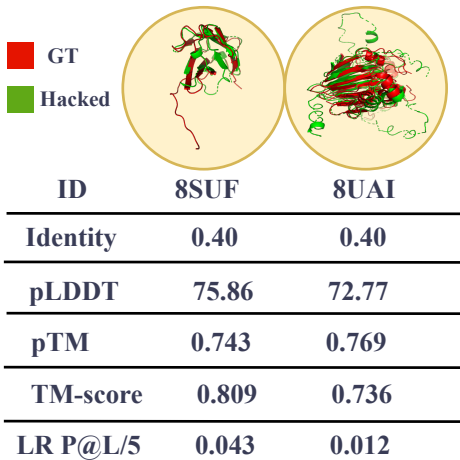 GT
Hacked
ID 8SUF 8UAI
Identity 0.40 0.40
pLDDT 75.86 72.77
pTM 0.743 0.769
TM-score 0.809 0.736
LR P@L/5 0.043 0.012